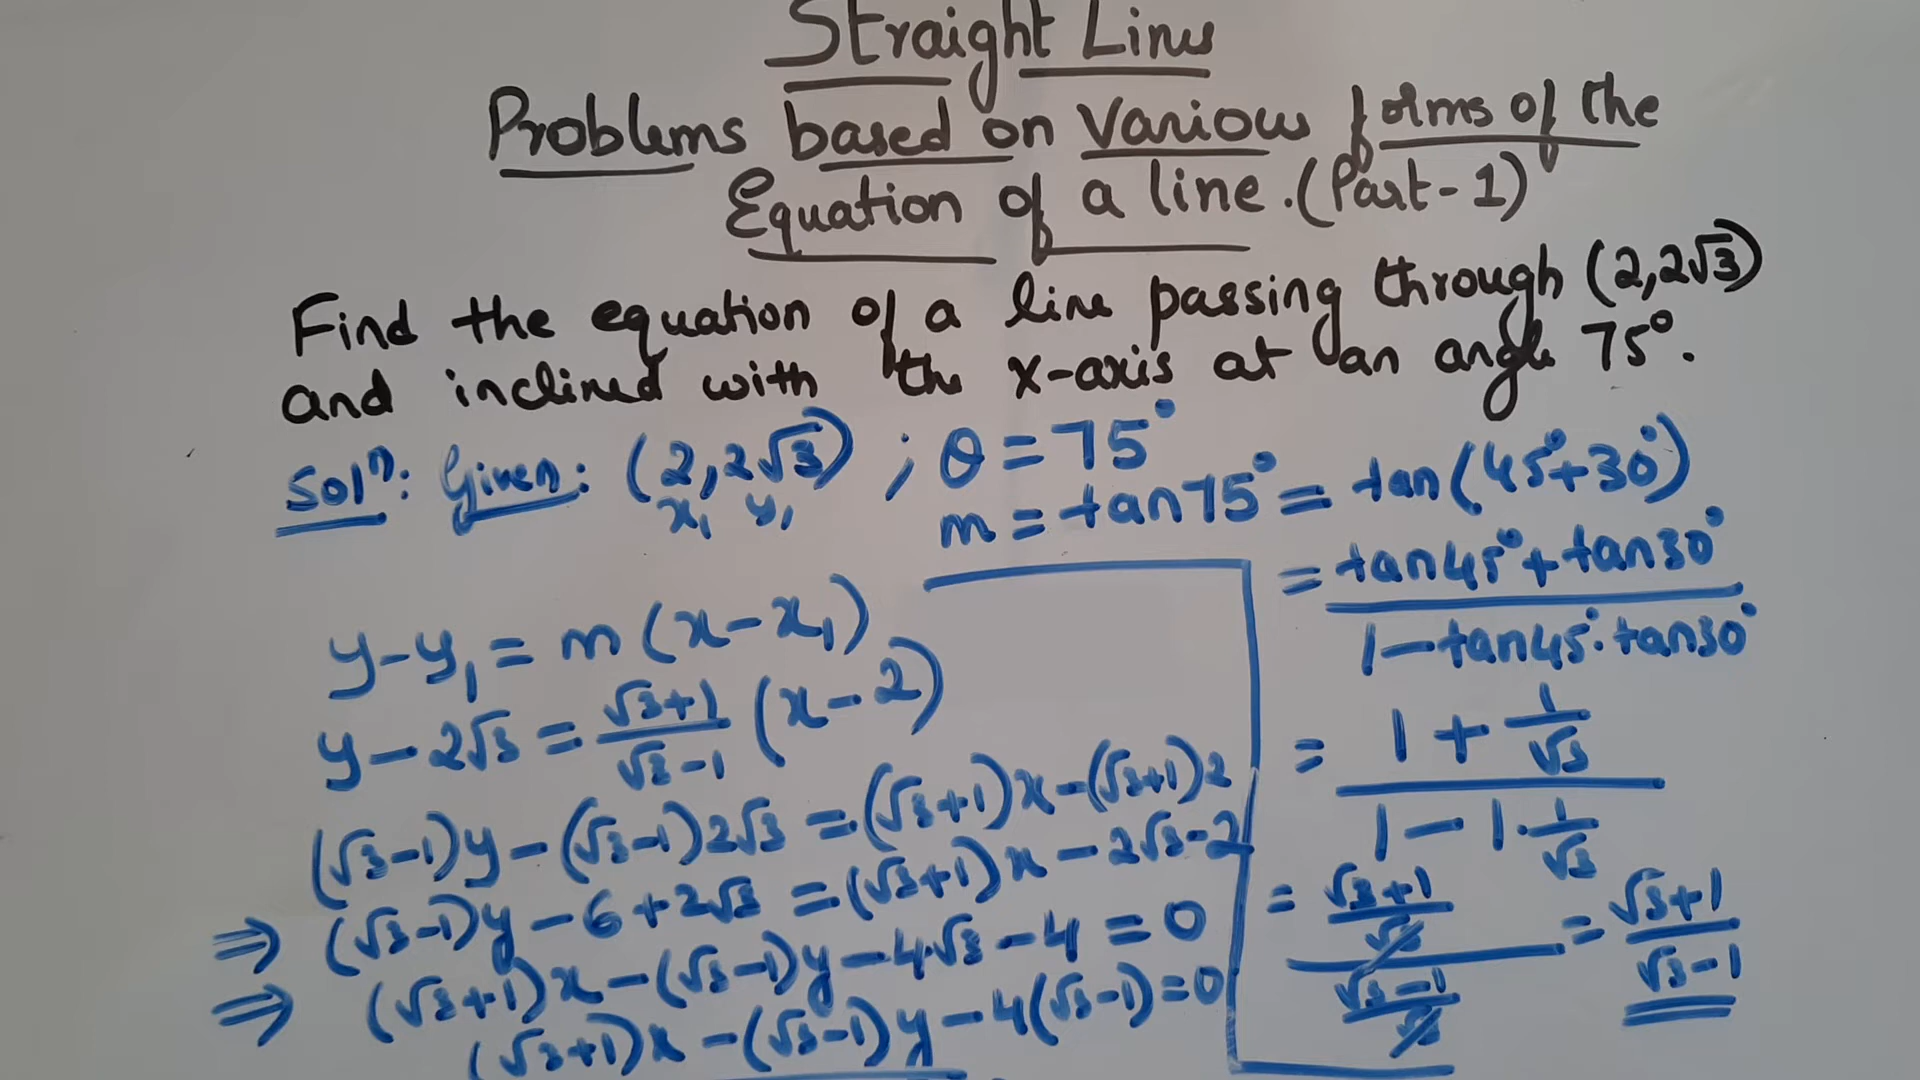 Straight Lines
Problems based on Various forms of the
Equation of a line. (Part-1)
Find the equation of a line passing through (2,2√3)
and inclined with the x-axis at an angle 75°.
Solⁿ: Given: (2,2√3) ; θ = 75°
x₁ y₁
m = tan75° = tan(45°+30°)
= (tan45°+tan30°)/(1-tan45°.tan30°)
= (1+1/√3)/(1-1.1/√3)
= ((√3+1)/√3)/((√3-1)/√3) = (√3+1)/(√3-1)
y-y₁ = m(x-x₁)
y-2√3 = (√3+1)/(√3-1) (x-2)
(√3-1)y-(√3-1)2√3 = (√3+1)x-(√3+1)2
⇒ (√3-1)y-6+2√3 = (√3+1)x-2√3-2
⇒ (√3+1)x-(√3-1)y-4√3-4=0
(√3+1)x-(√3-1)y-4(√3-1)=0